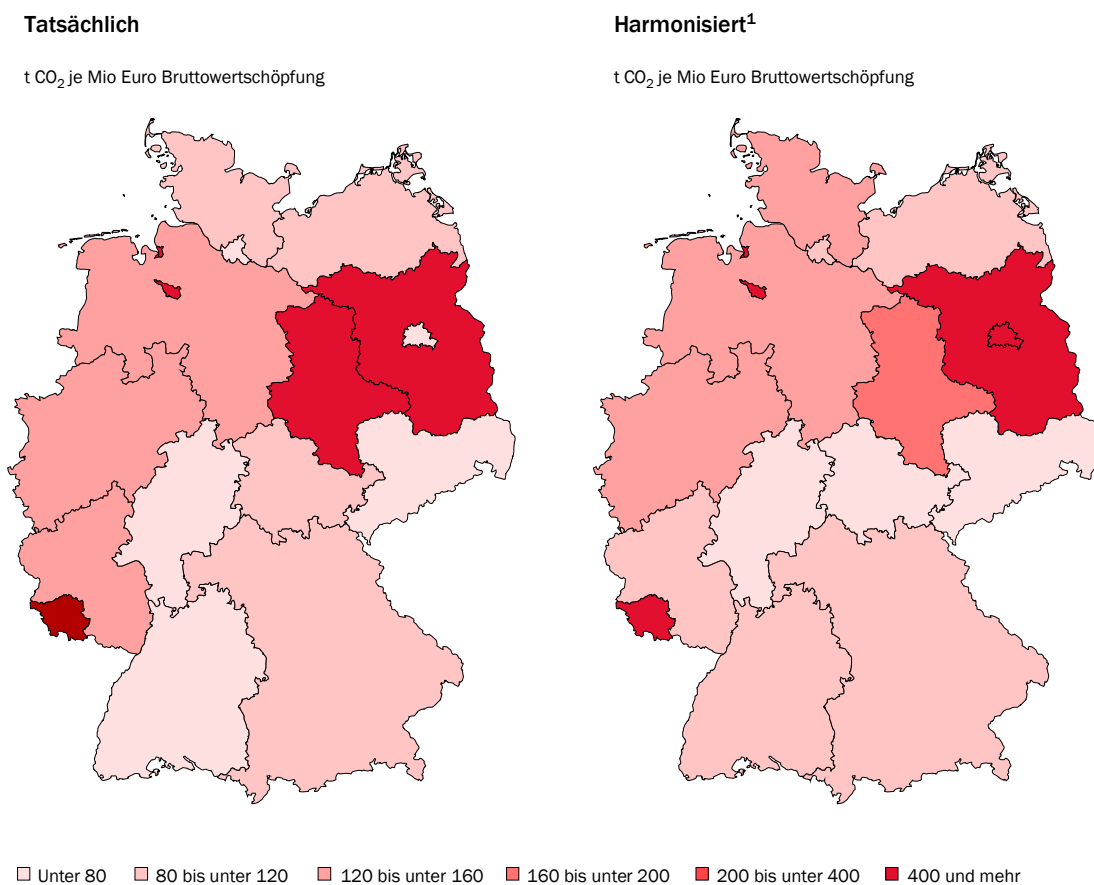 Tatsächlich
t CO₂ je Mio Euro Bruttowertschöpfung
Harmonisiert¹
t CO₂ je Mio Euro Bruttowertschöpfung
Unter 80
80 bis unter 120
120 bis unter 160
160 bis unter 200
200 bis unter 400
400 und mehr